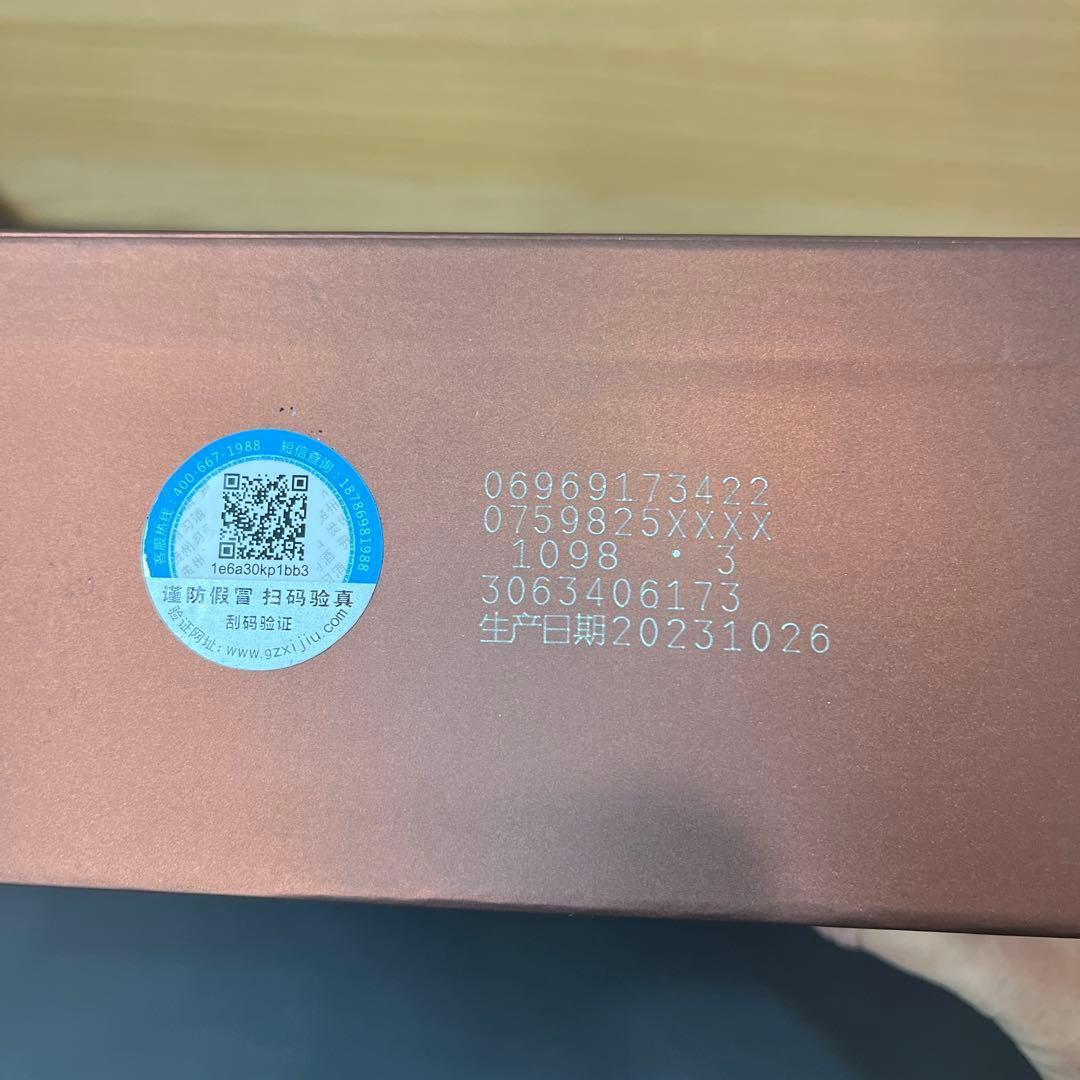 客服热线：400-667-1988 短信查询：18786981988
1e6a30kp1bb3
谨防假冒 扫码验真
刮码验证
验证网址：www.gzxijiu.com
06969173422
0759825XXXX
1098 · 3
3063406173
生产日期20231026